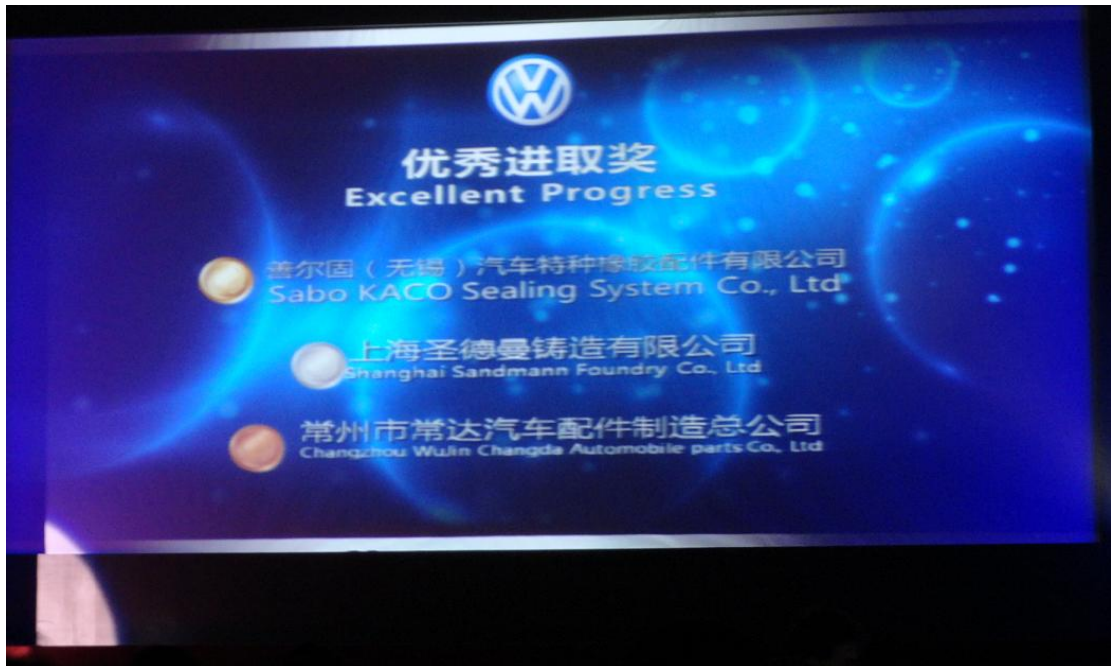 优秀进取奖
Excellent Progress
善尔固（无锡）汽车特种橡胶配件有限公司
Sabo KACO Sealing System Co., Ltd
上海圣德曼铸造有限公司
Shanghai Sandmann Foundry Co., Ltd
常州市常达汽车配件制造总公司
Changzhou WuJin Changda Automobile parts Co., Ltd